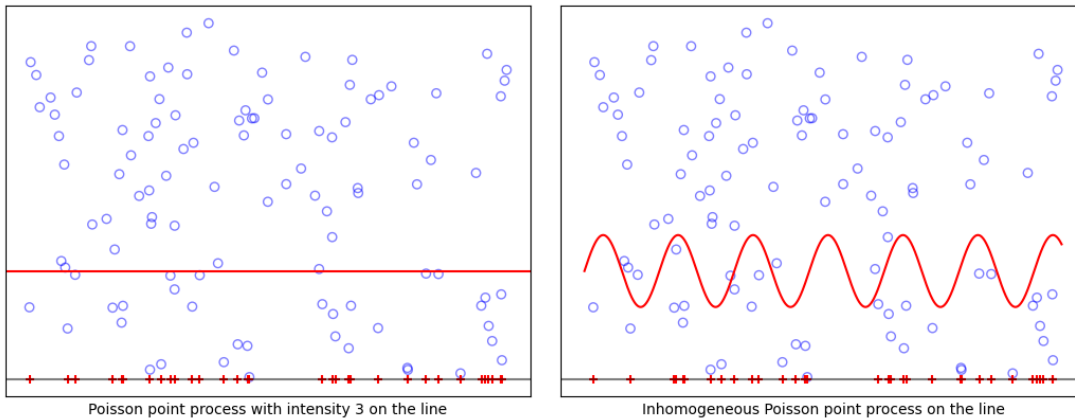 Poisson point process with intensity 3 on the line
Inhomogeneous Poisson point process on the line